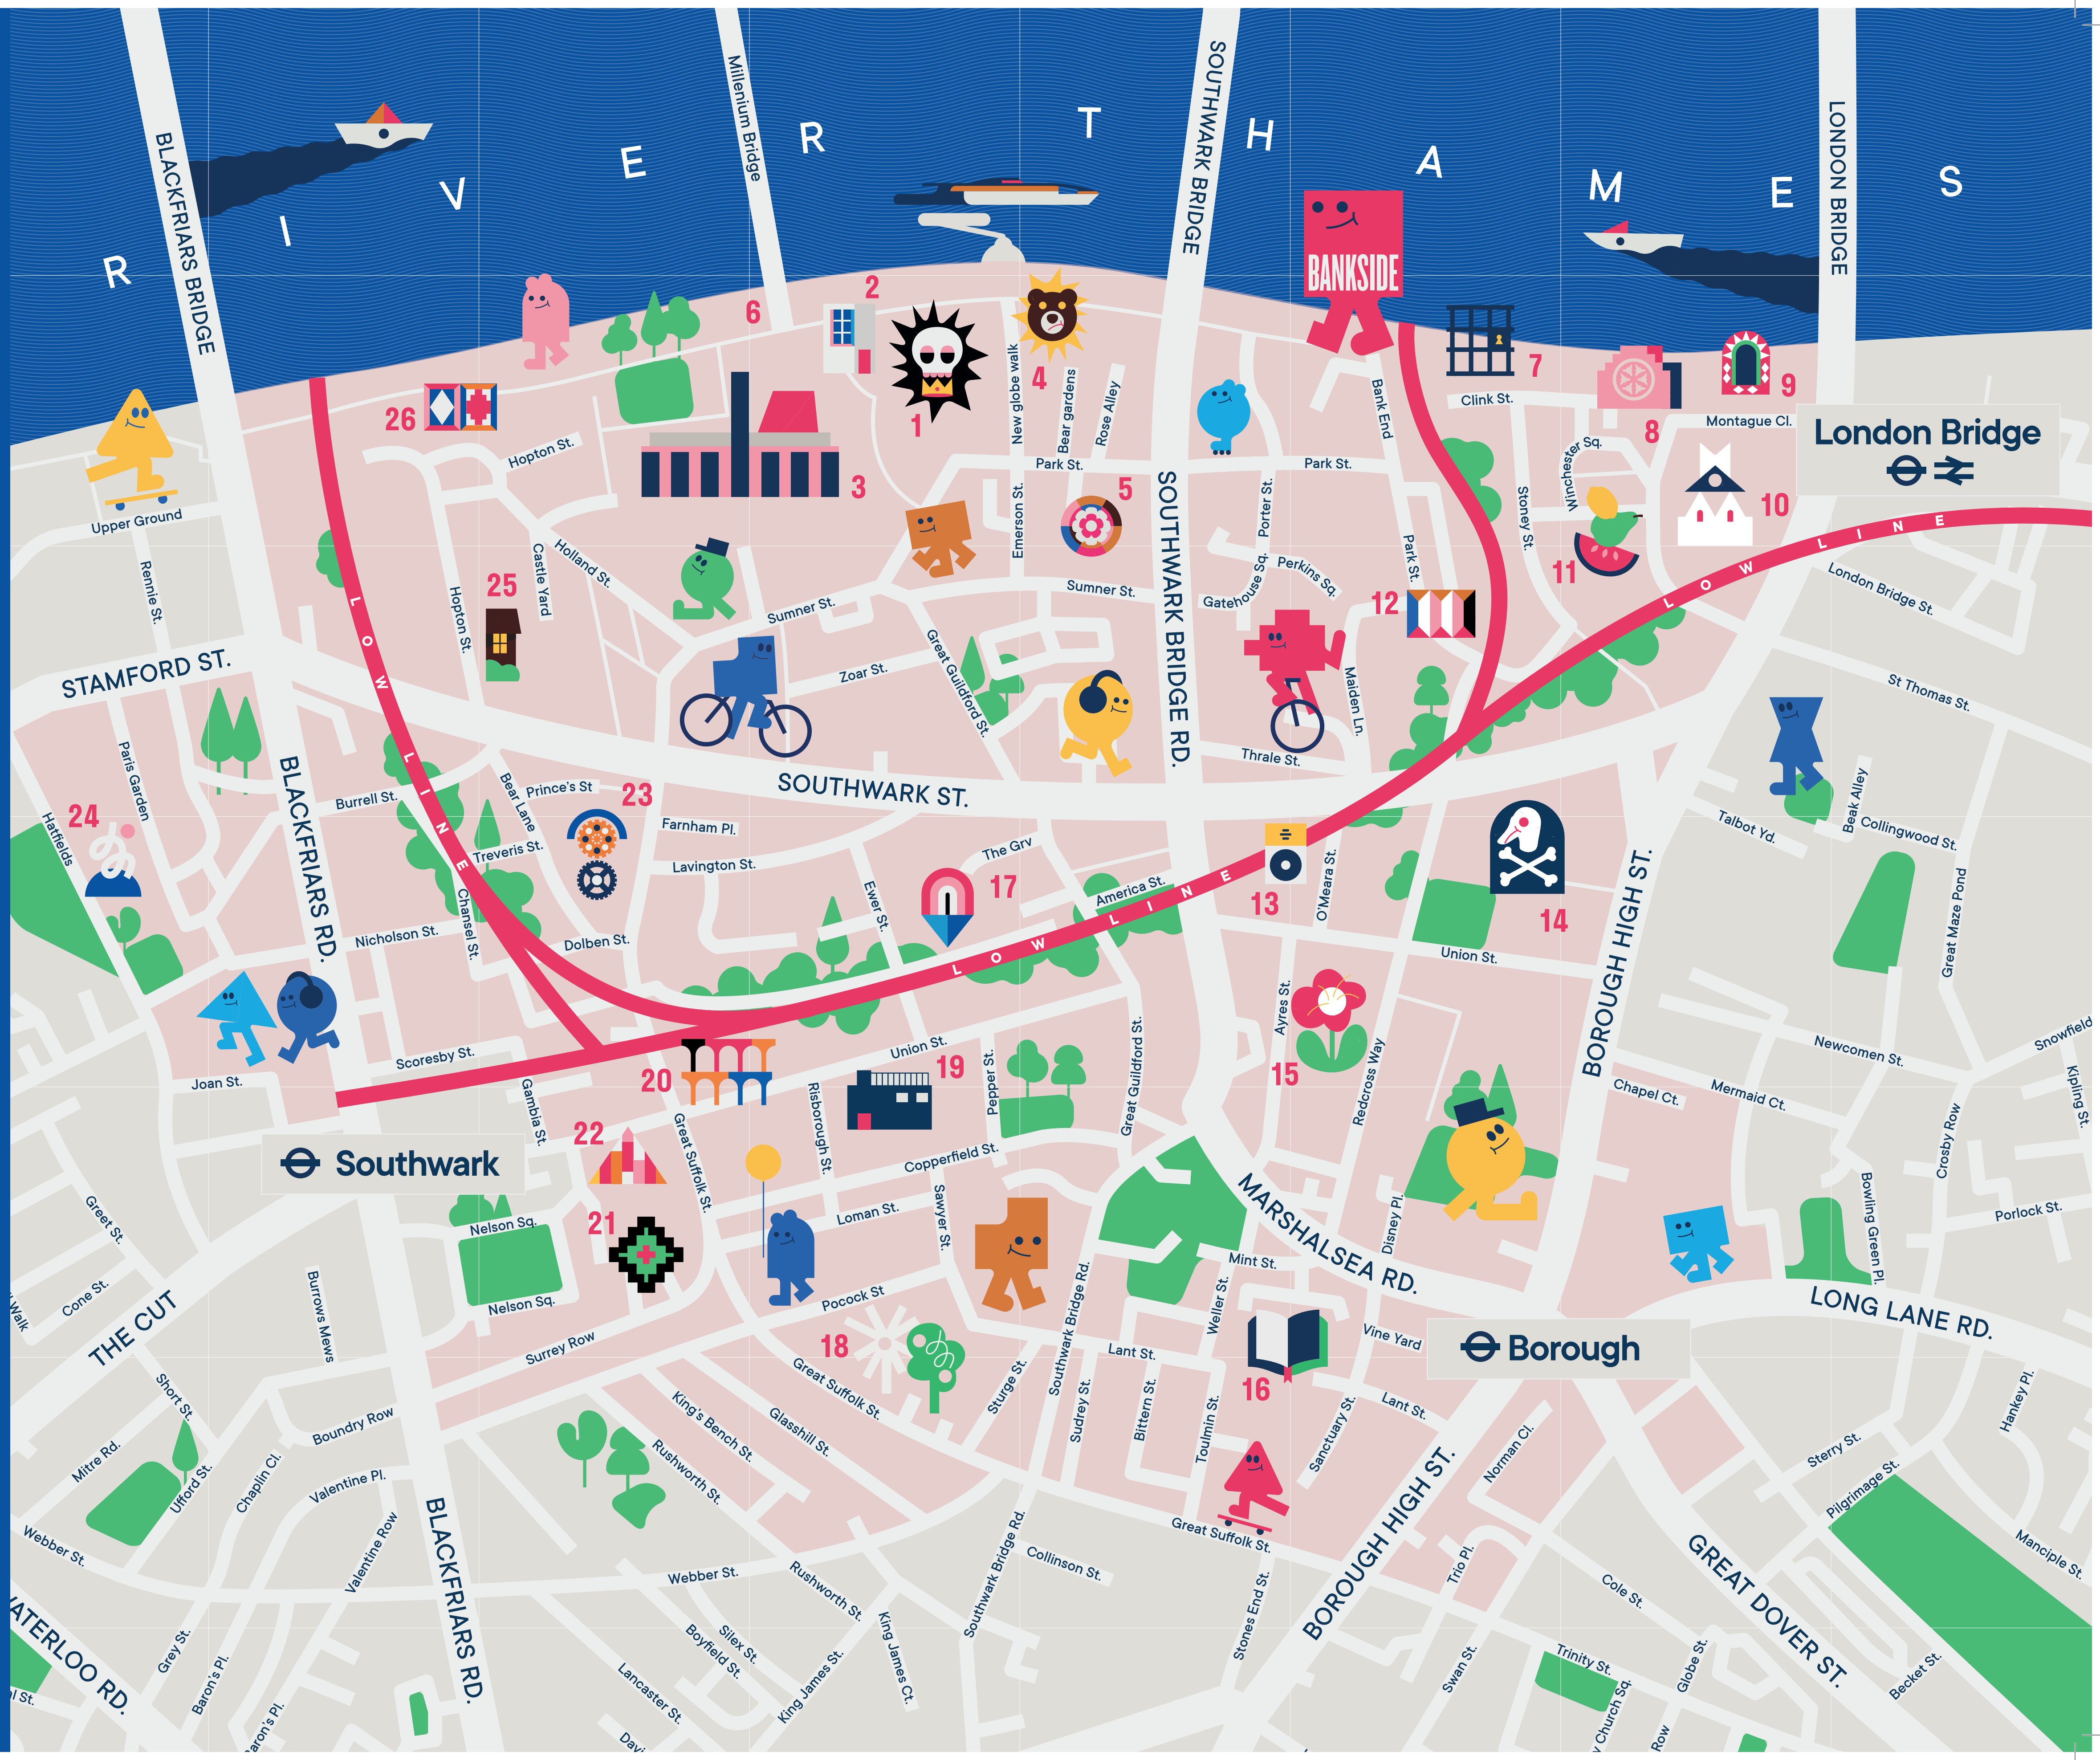 RIVER THAMES
BLACKFRIARS BRIDGE
Millenium Bridge
SOUTHWARK BRIDGE
LONDON BRIDGE
BANKSIDE
2
6
1
4
7
9
8
26
3
5
10
11
12
25
Upper Ground
Rennie St.
Hopton St.
Hopton St.
Castle Yard
Holland St.
New globe walk
Bear gardens
Rose Alley
Park St.
Park St.
Emerson St.
Sumner St.
Sumner St.
Zoar St.
Great Guildford St.
SOUTHWARK BRIDGE RD.
Porter St.
Gatehouse Sq.
Perkins Sq.
Park St.
Bank End
Clink St.
Stoney St.
Winchester Sq.
Montague Cl.
London Bridge
London Bridge St.
St Thomas St.
Maiden Ln.
Thrale St.
LOW LINE
LOW LINE
LOW LINE
STAMFORD ST.
SOUTHWARK ST.
BLACKFRIARS RD.
Paris Garden
Hatfields
24
23
17
13
14
Burrell St.
Bear Lane
Prince's St
Farnham Pl.
Lavington St.
Treveris St.
Chansel St.
Nicholson St.
Dolben St.
Ewer St.
The Grv
America St.
O'Meara St.
Union St.
BOROUGH HIGH ST.
Talbot Yd.
Beak Alley
Collingwood St.
Great Maze Pond
Snowfield
Newcomen St.
Kipling St.
Mermaid Ct.
Chapel Ct.
Crosby Row
Porlock St.
Bowling Green Pl.
LONG LANE RD.
Ayres St.
15
Redcross Way
Disney Pl.
MARSHALSEA RD.
Mint St.
Weller St.
Vine Yard
Borough
Joan St.
Scoresby St.
Gambia St.
Southwark
20
19
Union St.
Pepper St.
Great Guildford St.
Risborough St.
Great Suffolk St.
Copperfield St.
Loman St.
Sawyer St.
22
21
Nelson Sq.
Nelson Sq.
Surrey Row
Pocock St
18
16
Great Suffolk St.
Glasshill St.
King's Bench St.
Rushworth St.
Sturge St.
Southwark Bridge Rd.
Sudrey St.
Lant St.
Bittern St.
Toulmin St.
Sanctuary St.
Lant St.
Great Suffolk St.
Norman Cl.
BOROUGH HIGH ST.
Greet St.
Cone St.
Walk
THE CUT
Burrows Mews
Short St.
Mitre Rd.
Ufford St.
Boundry Row
Chaplin Cl.
Valentine Pl.
Valentine Row
Webber St.
Webber St.
WATERLOO RD.
Grey St.
Baron's Pl.
Baron's Pl.
BLACKFRIARS RD.
Rushworth St.
Silex St.
Boyfield St.
Lancaster St.
King James St.
King James Ct.
Davi
Southwark Bridge Rd.
Collinson St.
Stones End St.
Trio Pl.
Swan St.
Cole St.
Trinity St.
Church Sq.
Globe St.
Row
GREAT DOVER ST.
Becket St.
Sterry St.
Pilgrimage St.
Hankey Pl.
Manciple St.